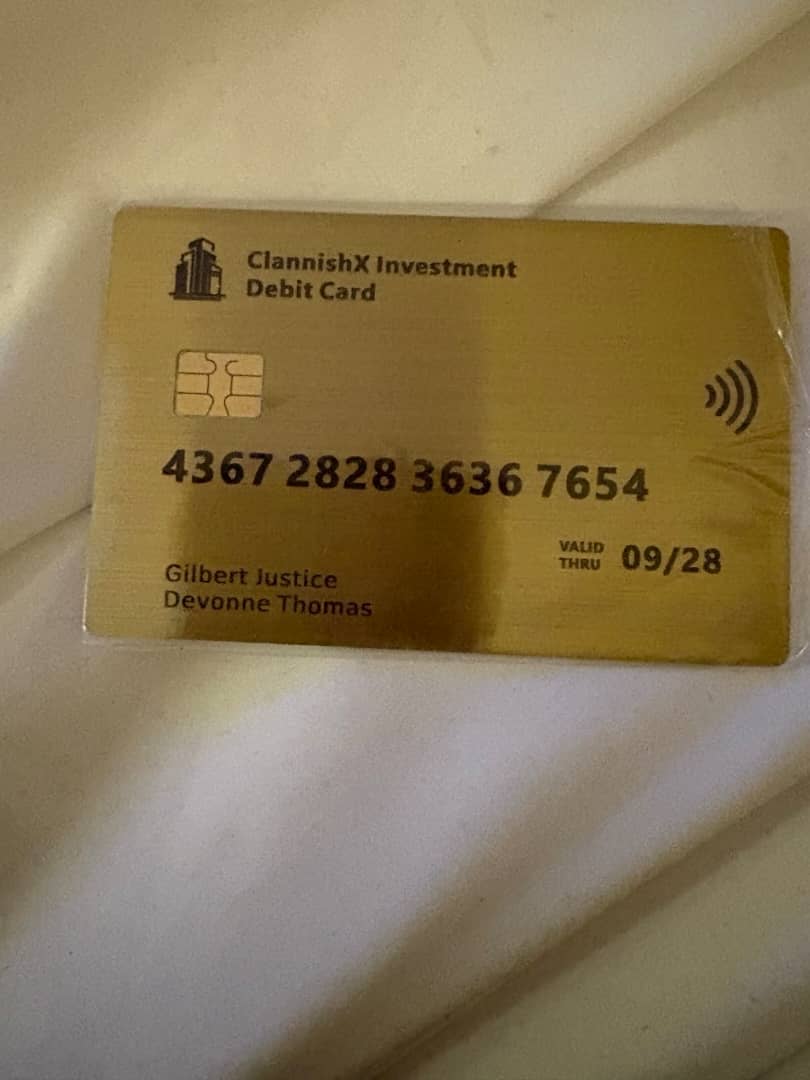 ClannishX Investment
Debit Card
4367 2828 3636 7654
VALID
THRU 09/28
Gilbert Justice
Devonne Thomas